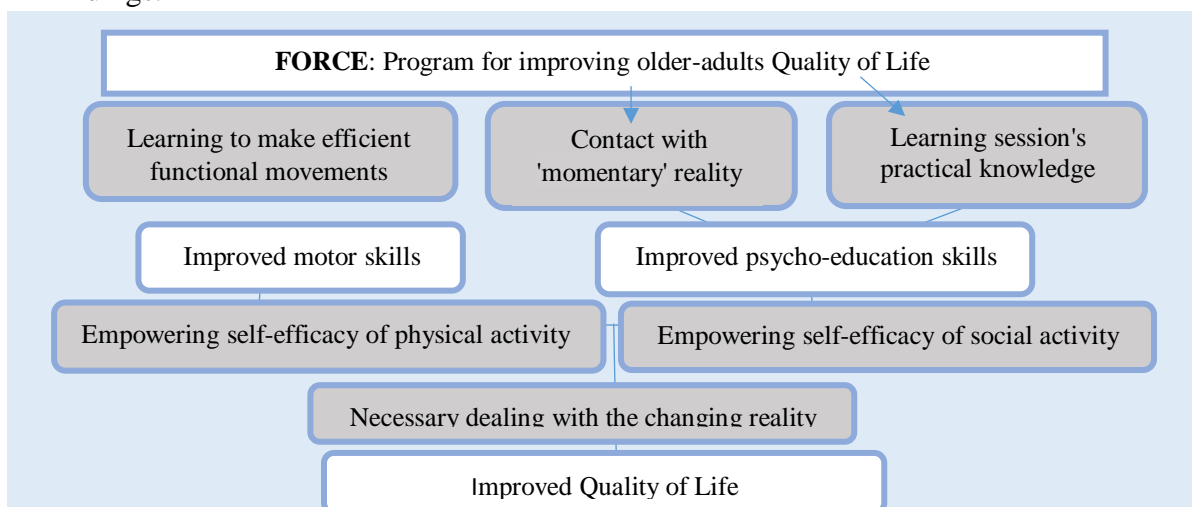 FORCE: Program for improving older-adults Quality of Life
Learning to make efficient
functional movements
Contact with
'momentary' reality
Learning session's
practical knowledge
Improved motor skills
Improved psycho-education skills
Empowering self-efficacy of physical activity
Empowering self-efficacy of social activity
Necessary dealing with the changing reality
Improved Quality of Life